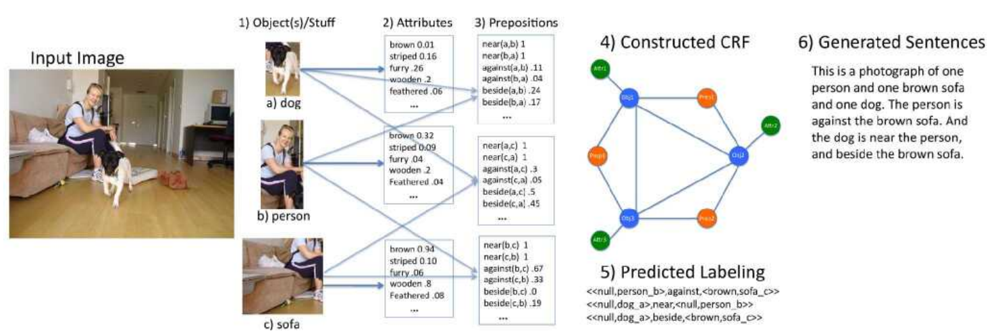 Input Image
1) Object(s)/Stuff
a) dog
b) person
c) sofa
2) Attributes
brown 0.01
striped 0.16
furry .26
wooden .2
feathered .06
...
brown 0.32
striped 0.09
furry .04
wooden .2
Feathered .04
...
brown 0.94
striped 0.10
furry .06
wooden .8
Feathered .08
...
3) Prepositions
near(a,b) 1
near(b,a) 1
against(a,b) .11
against(b,a) .04
beside(a,b) .24
beside(b,a) .17
...
near(a,c) 1
near(c,a) 1
against(a,c) .3
against(c,a) .05
beside(a,c) .5
beside(c,a) .45
...
near(b,c) 1
near(c,b) 1
against(b,c) .67
against(c,b) .33
beside(b,c) .0
beside(c,b) .19
...
4) Constructed CRF
Attr1
Obj1
Prep1
Attr2
Prep3
Obj2
Obj3
Prep2
Attr3
5) Predicted Labeling
<<null,person_b>,against,<brown,sofa_c>>
<<null,dog_a>,near,<null,person_b>>
<<null,dog_a>,beside,<brown,sofa_c>>
6) Generated Sentences
This is a photograph of one
person and one brown sofa
and one dog. The person is
against the brown sofa. And
the dog is near the person,
and beside the brown sofa.